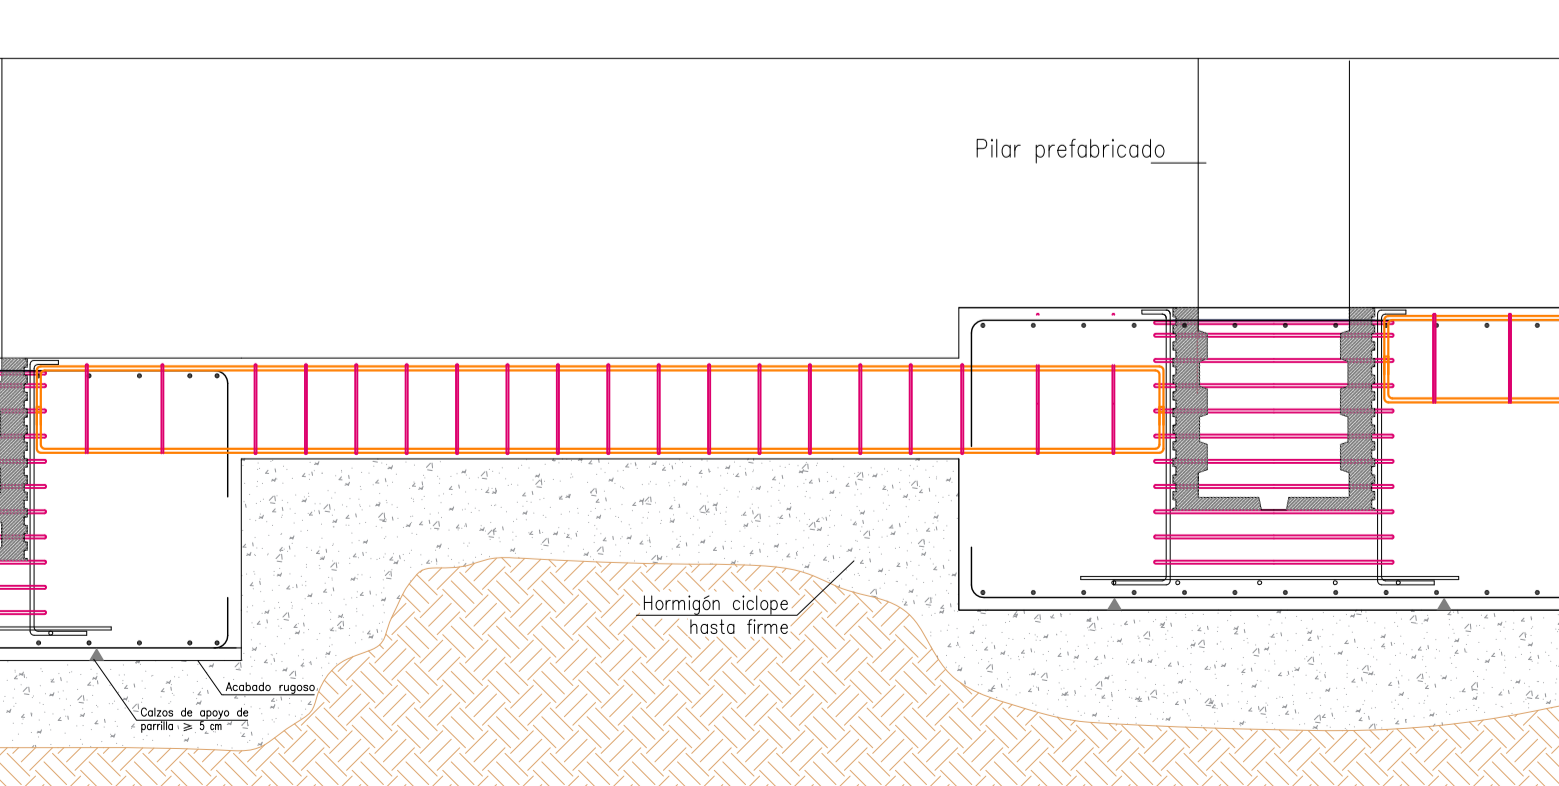 Pilar prefabricado
Hormigón ciclope
hasta firme
Acabado rugoso
Calzos de apoyo de
parrilla ⩾ 5 cm